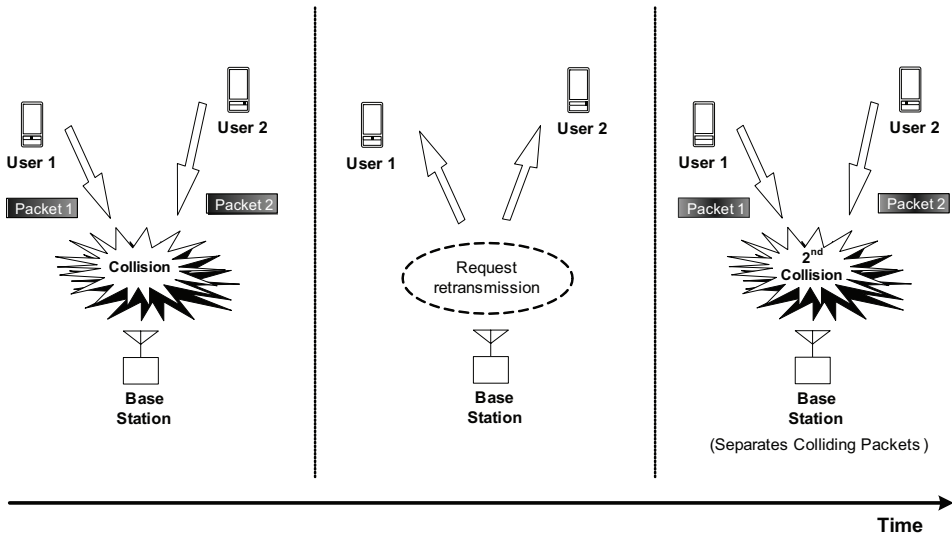 User 1
User 2
Packet 1
Packet 2
Collision
Base
Station
User 1
User 2
Request
retransmission
Base
Station
User 1
User 2
Packet 1
Packet 2
2nd
Collision
Base
Station
(Separates Colliding Packets)
Time